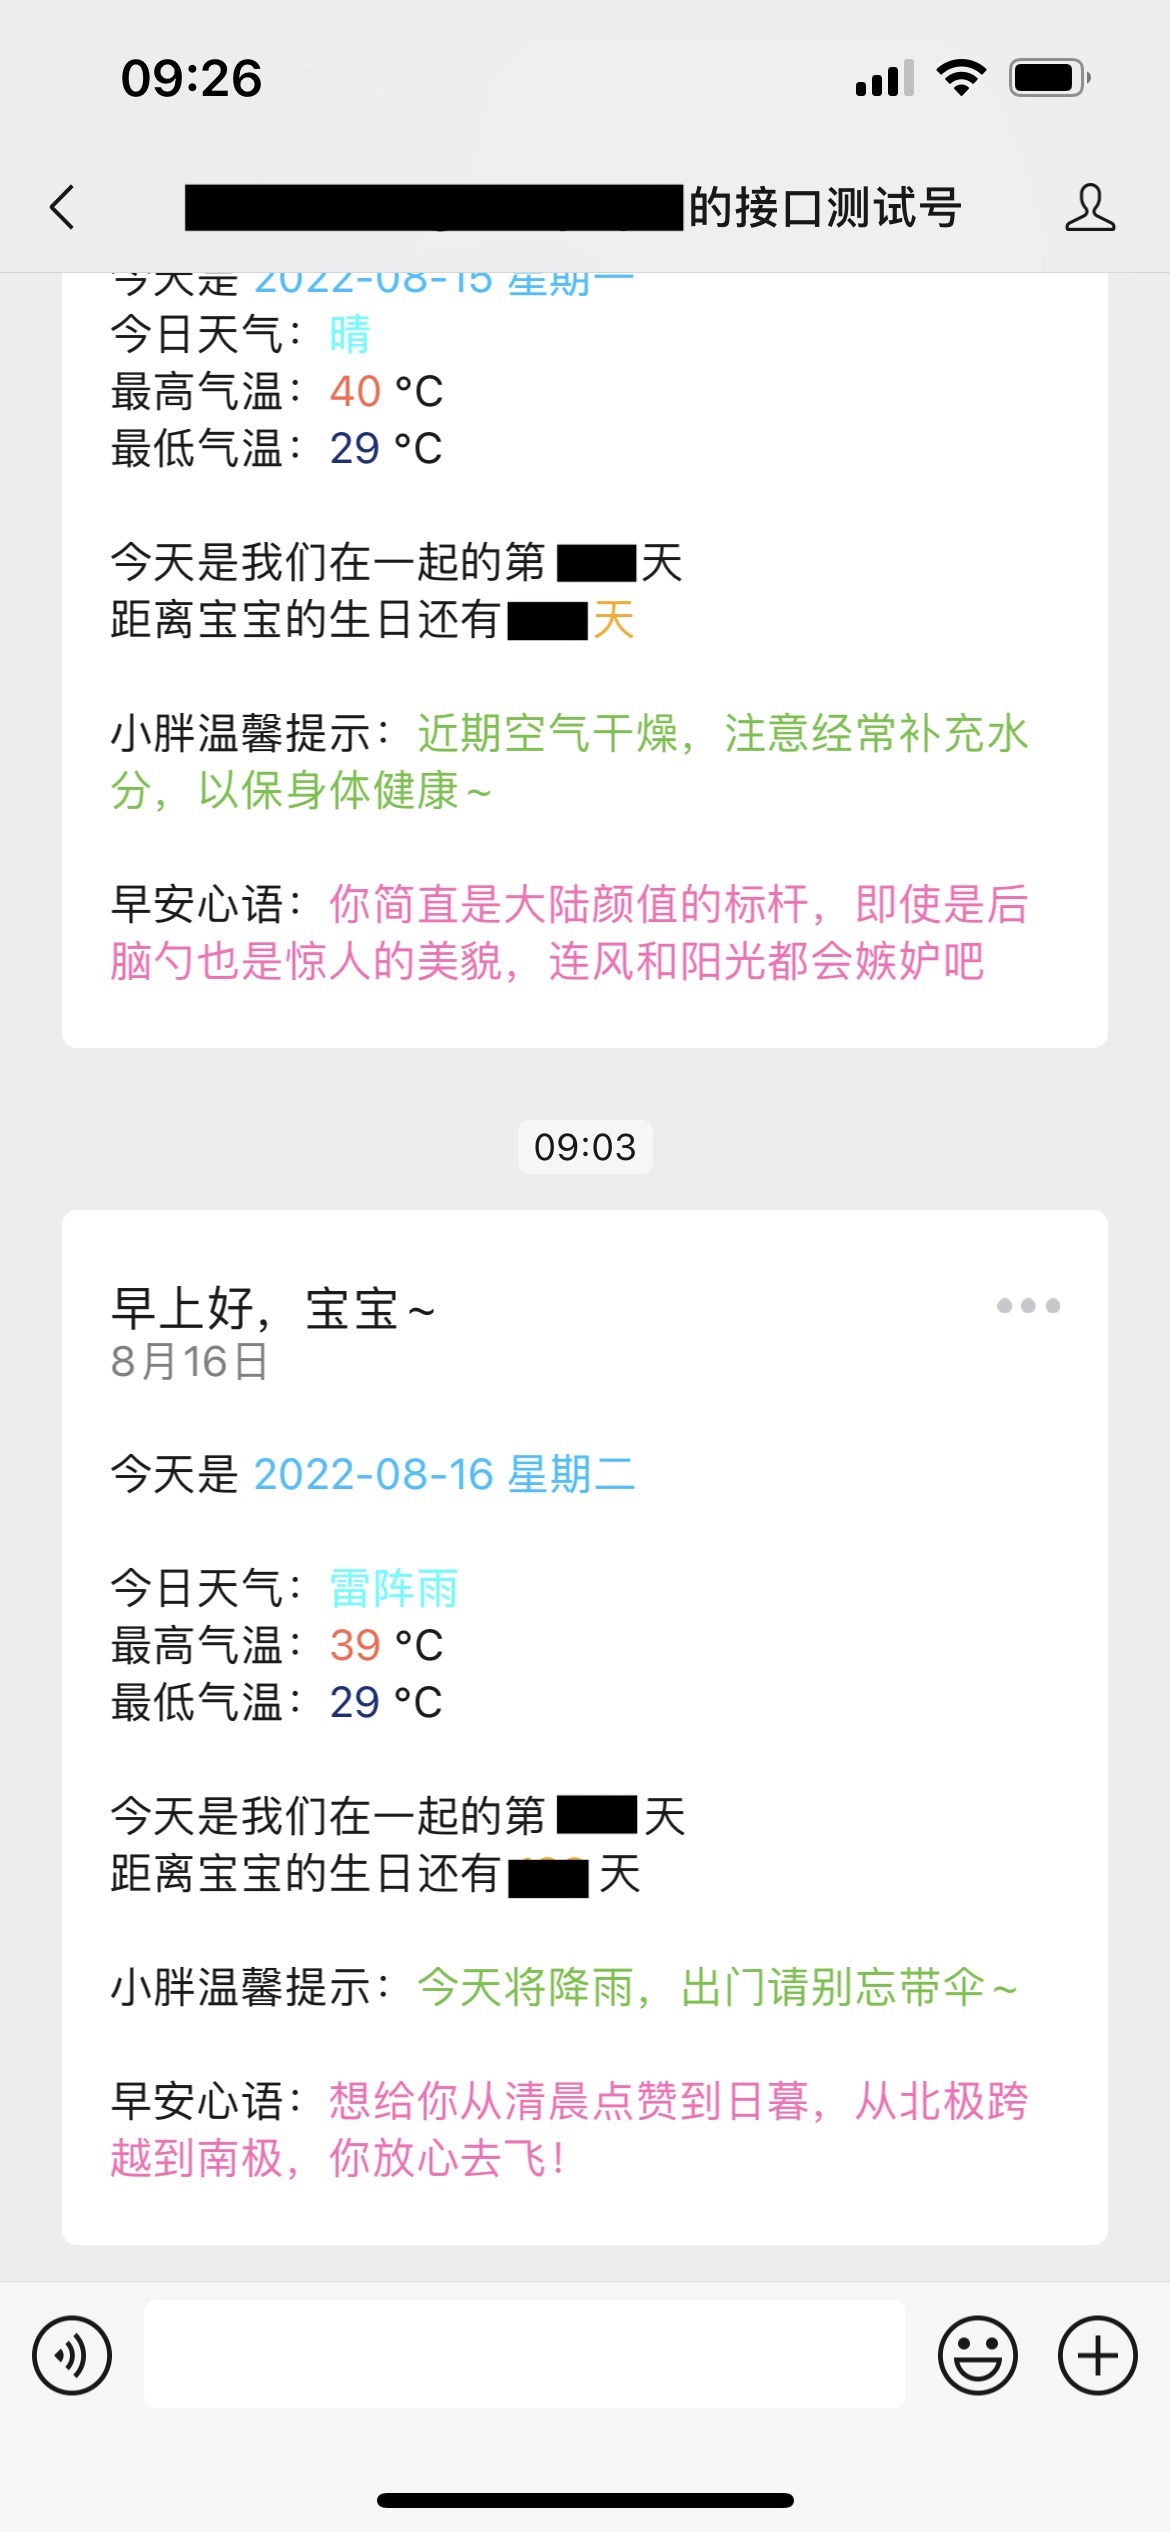 09:26
的接口测试号
今天是 2022-08-15 星期一
今日天气：晴
最高气温：40 °C
最低气温：29 °C
今天是我们在一起的第 天
距离宝宝的生日还有 天
小胖温馨提示：近期空气干燥，注意经常补充水
分，以保身体健康~
早安心语：你简直是大陆颜值的标杆，即使是后
脑勺也是惊人的美貌，连风和阳光都会嫉妒吧
09:03
早上好，宝宝~
8月16日
今天是 2022-08-16 星期二
今日天气：雷阵雨
最高气温：39 °C
最低气温：29 °C
今天是我们在一起的第 天
距离宝宝的生日还有 天
小胖温馨提示：今天将降雨，出门请别忘带伞~
早安心语：想给你从清晨点赞到日暮，从北极跨
越到南极，你放心去飞！